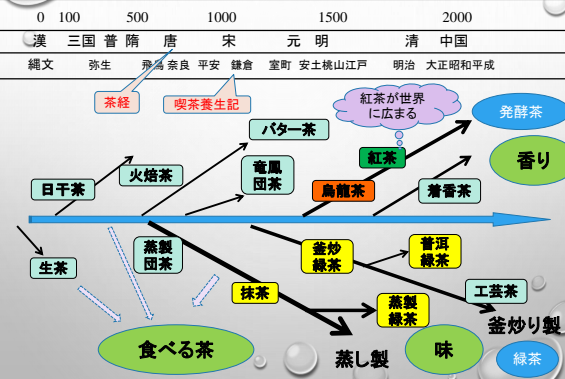 0 100 500 1000 1500 2000
漢 三国 普 隋 唐 宋 元 明 清 中国
縄文 弥生 飛鳥 奈良 平安 鎌倉 室町 安土桃山江戸 明治 大正昭和平成
茶経
喫茶養生記
紅茶が世界
に広まる
発酵茶
バター茶
香り
紅茶
竜鳳
団茶
日干茶
火焙茶
烏龍茶
着香茶
生茶
蒸製
団茶
釜炒
緑茶
普洱
緑茶
抹茶
工芸茶
蒸製
緑茶
釜炒り製
食べる茶
蒸し製
味
緑茶